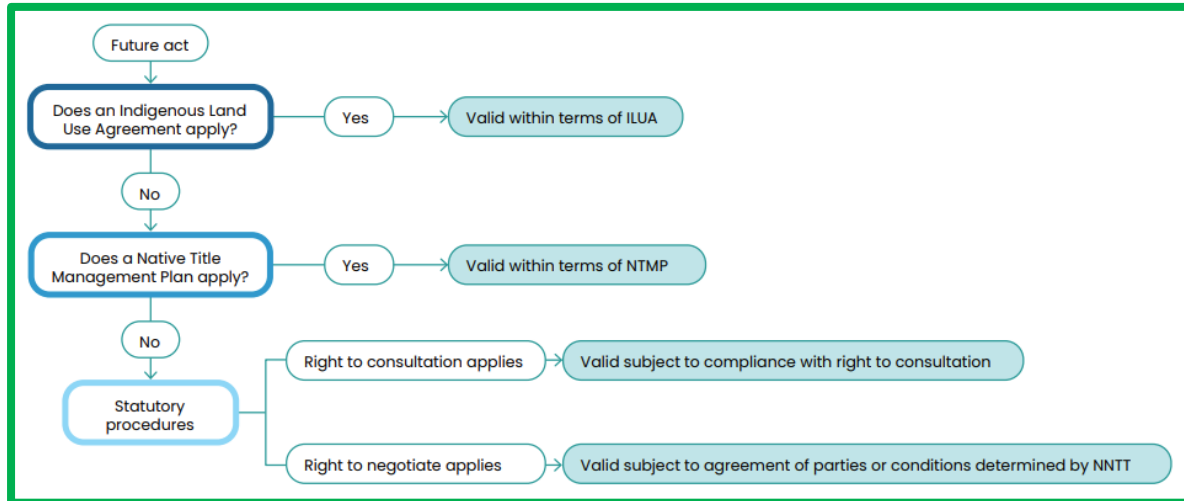 Future act
Does an Indigenous Land
Use Agreement apply?
Yes
Valid within terms of ILUA
No
Does a Native Title
Management Plan apply?
Yes
Valid within terms of NTMP
No
Right to consultation applies
Valid subject to compliance with right to consultation
Statutory
procedures
Right to negotiate applies
Valid subject to agreement of parties or conditions determined by NNTT